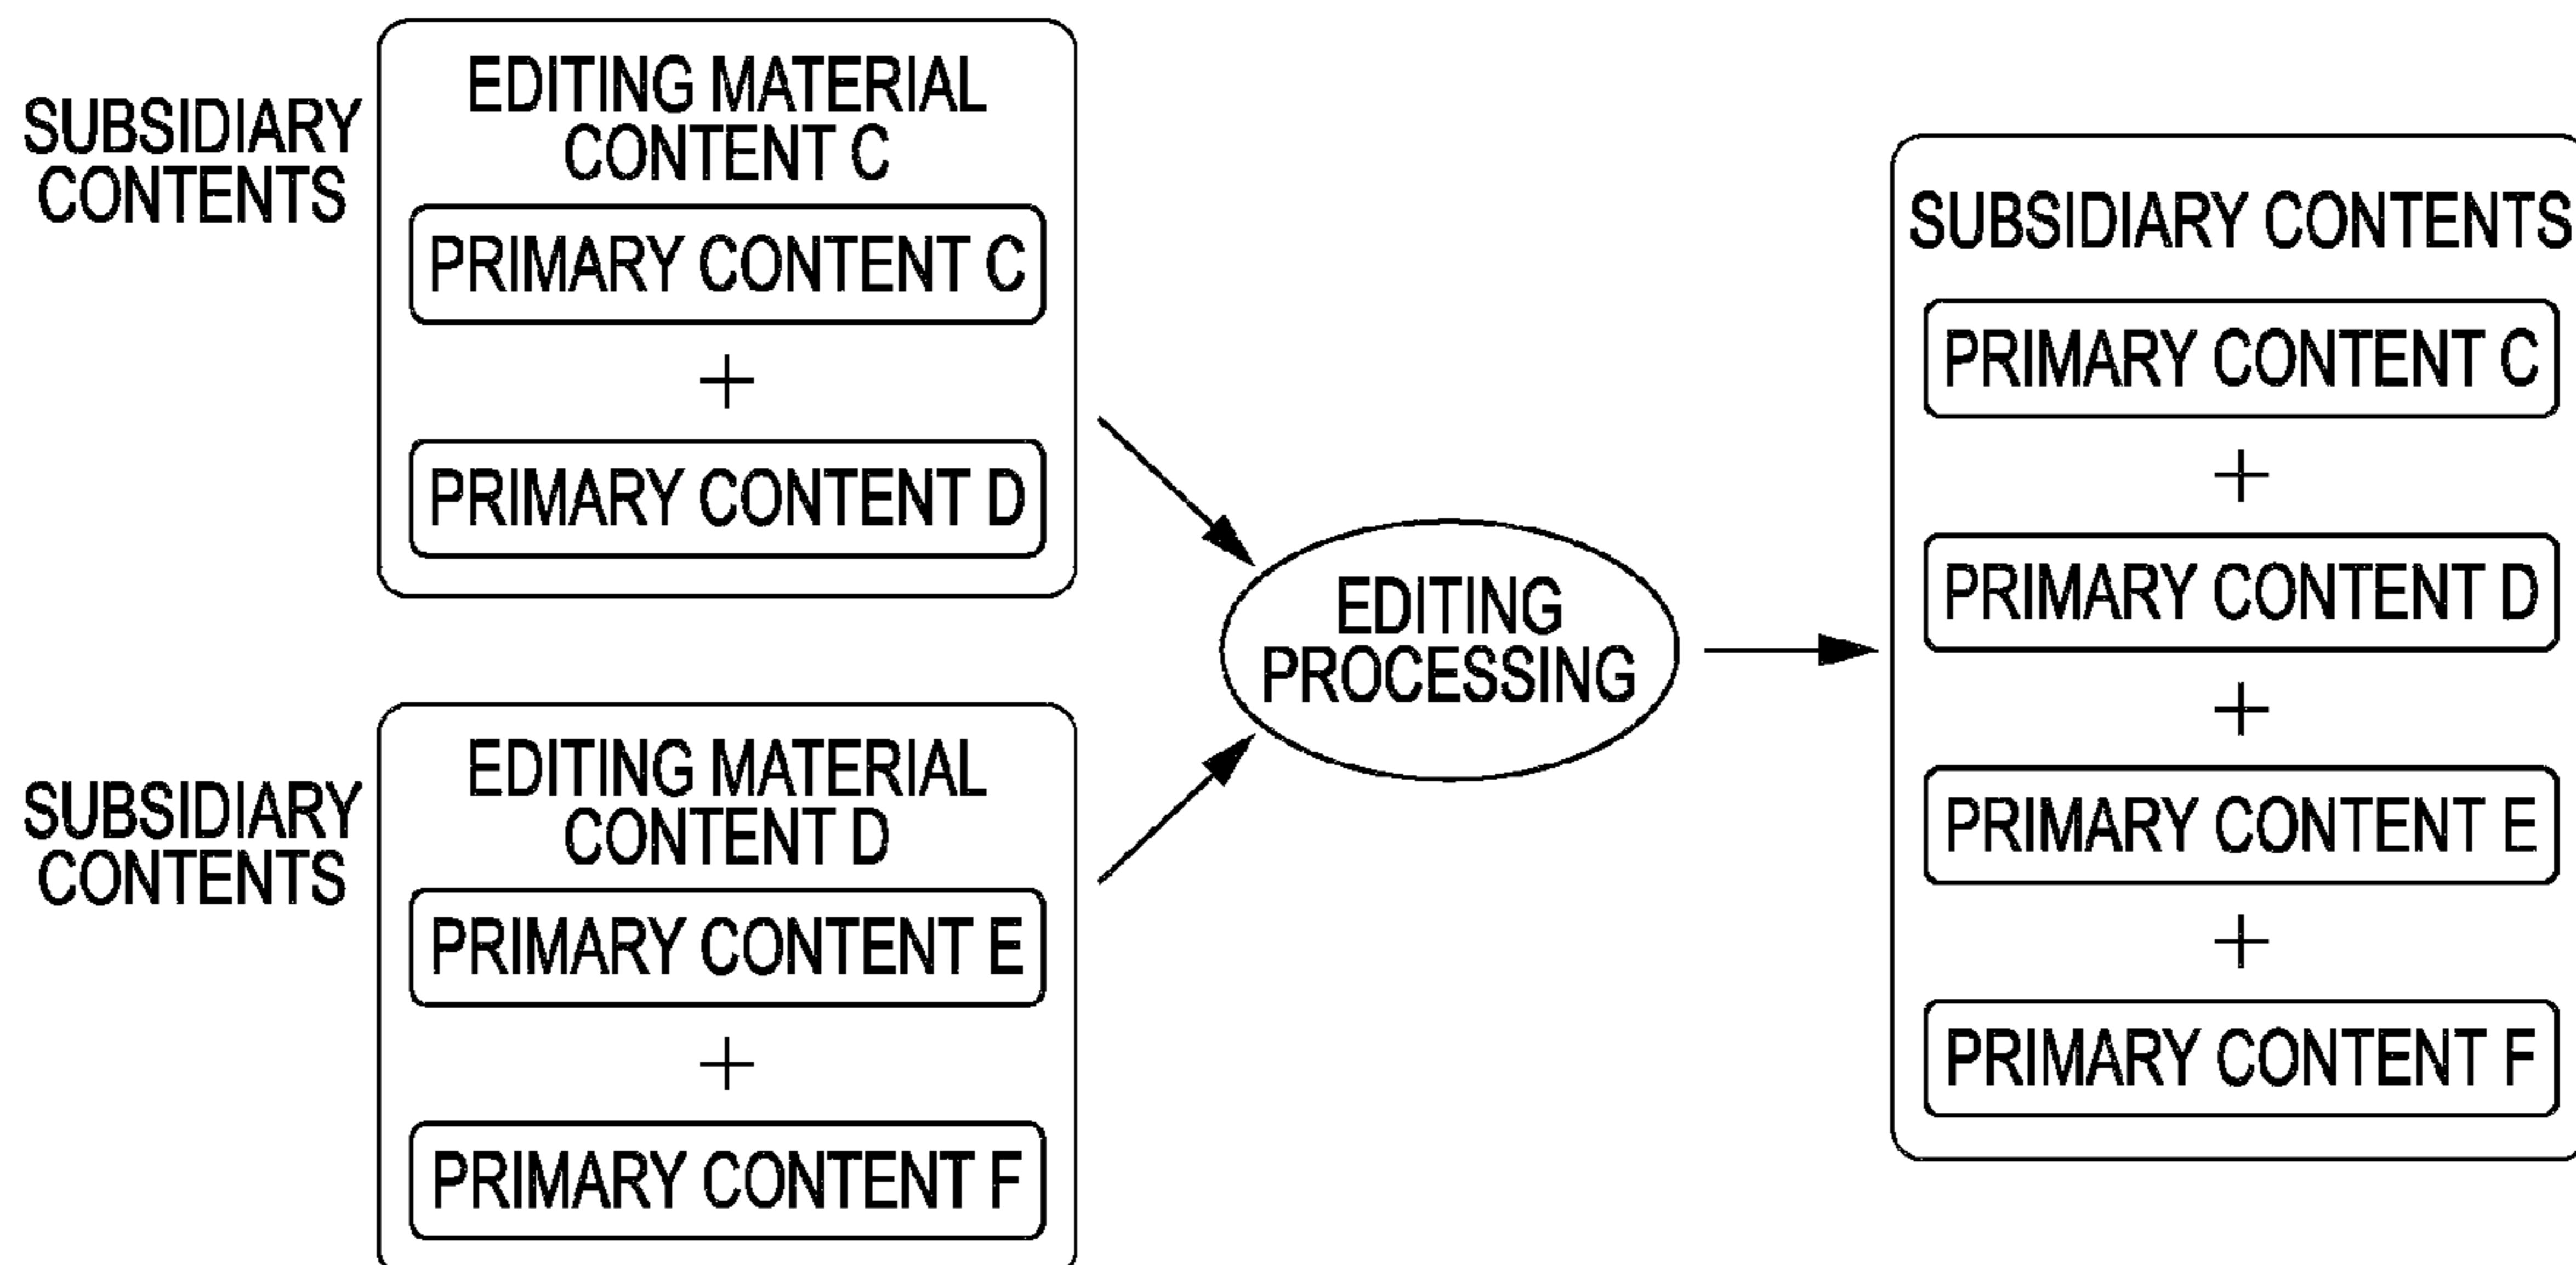 SUBSIDIARY
CONTENTS
EDITING MATERIAL
CONTENT C
PRIMARY CONTENT C
+
PRIMARY CONTENT D
SUBSIDIARY
CONTENTS
EDITING MATERIAL
CONTENT D
PRIMARY CONTENT E
+
PRIMARY CONTENT F
EDITING
PROCESSING
SUBSIDIARY CONTENTS
PRIMARY CONTENT C
+
PRIMARY CONTENT D
+
PRIMARY CONTENT E
+
PRIMARY CONTENT F